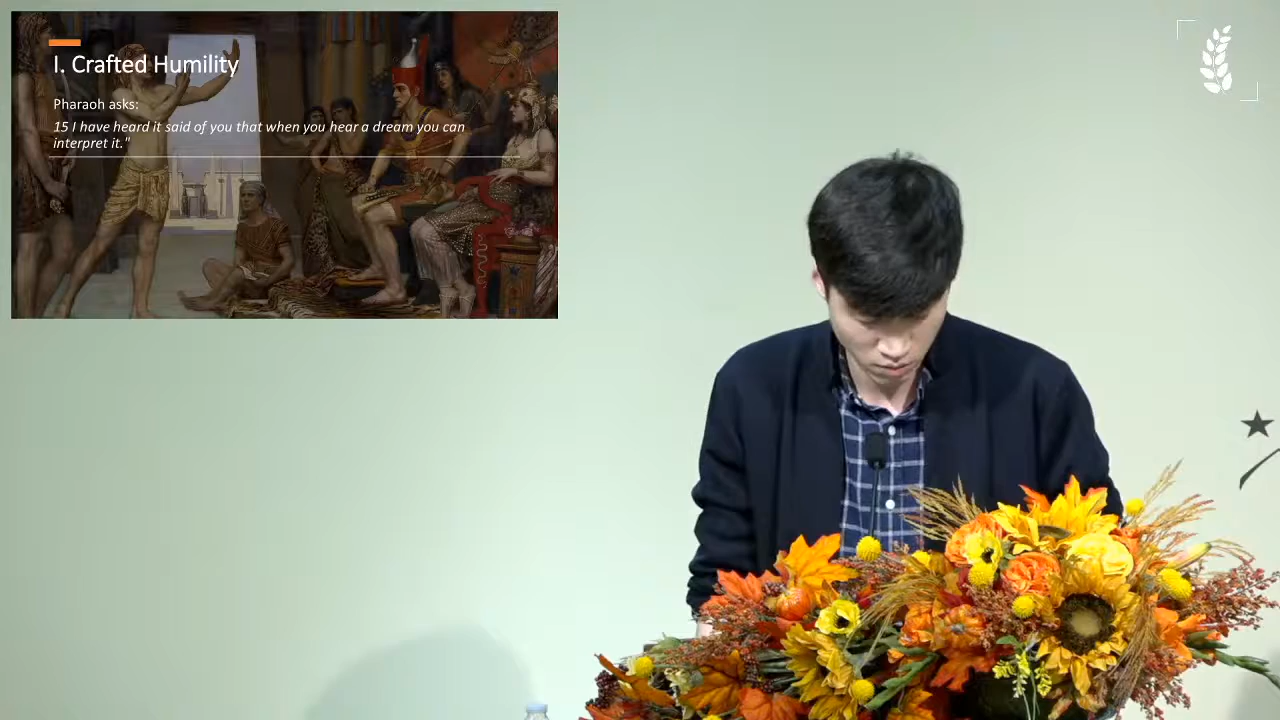 I. Crafted Humility
Pharaoh asks:
15 I have heard it said of you that when you hear a dream you can
interpret it."